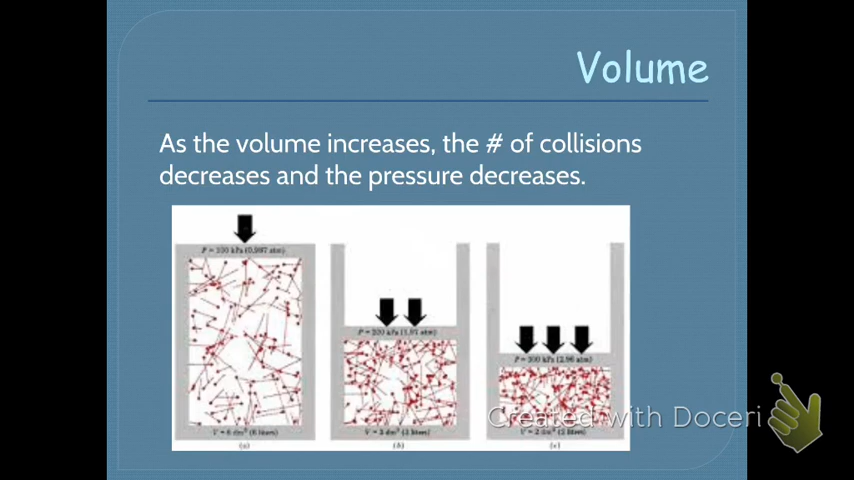 Volume
As the volume increases, the # of collisions
decreases and the pressure decreases.
P = 100 kPa (0.987 atm)
P = 200 kPa (1.97 atm)
P = 300 kPa (2.96 atm)
V = 6 dm³ (6 liters)
V = 3 dm³ (3 liters)
V = 2 dm³ (2 liters)
(a)
(b)
(c)
Created with Doceri